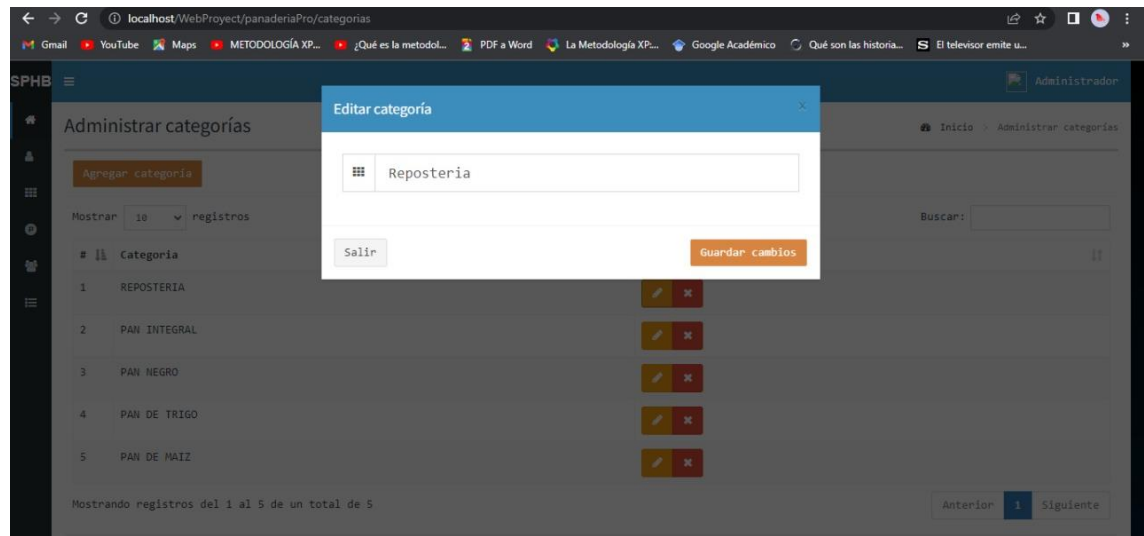 localhost/WebProyect/panaderiaPro/categorias
Gmail YouTube Maps METODOLOGÍA XP... ¿Qué es la metodol... PDF a Word La Metodología XP:... Google Académico Qué son las historia... El televisor emite u... »
SPHB Administrador
Editar categoría ×
Administrar categorías Inicio > Administrar categorías
Agregar categoría
Reposteria
Mostrar 10 registros Buscar:
Salir Guardar cambios
# Categoria
1 REPOSTERIA
2 PAN INTEGRAL
3 PAN NEGRO
4 PAN DE TRIGO
5 PAN DE MAIZ
Mostrando registros del 1 al 5 de un total de 5 Anterior 1 Siguiente